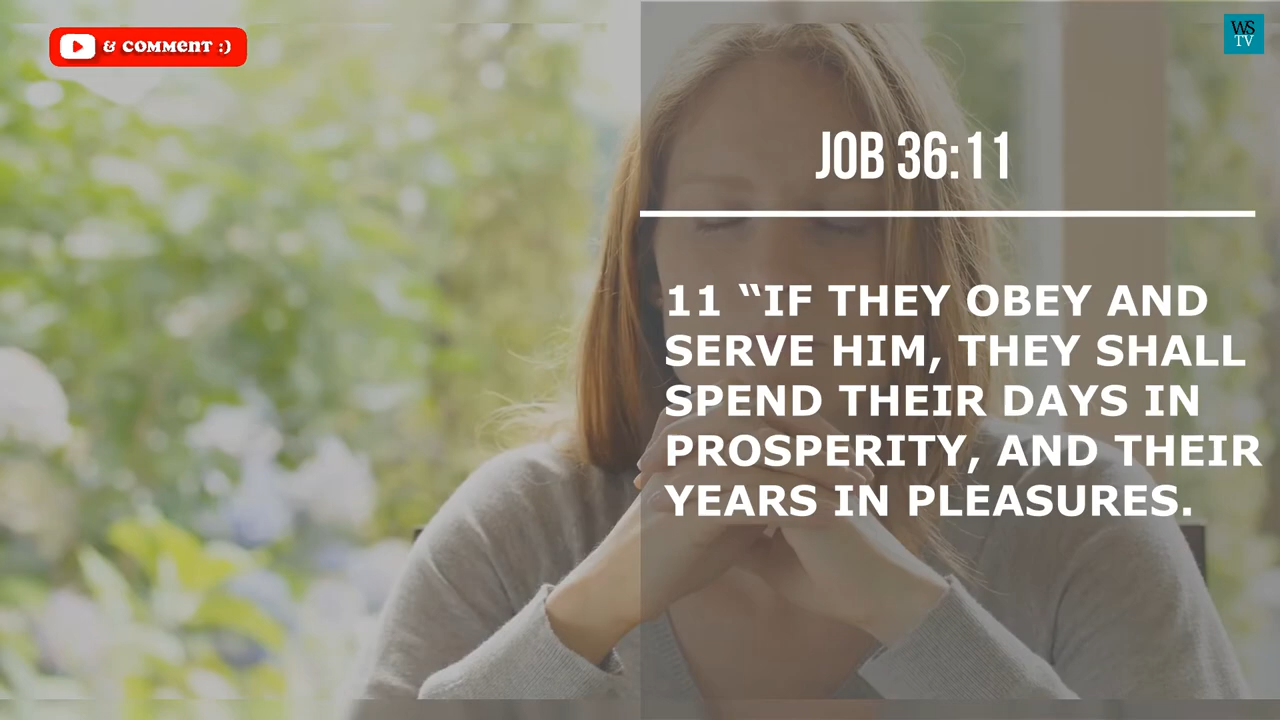 & COMMENT :)
WS
TV
JOB 36:11
11 “IF THEY OBEY AND
SERVE HIM, THEY SHALL
SPEND THEIR DAYS IN
PROSPERITY, AND THEIR
YEARS IN PLEASURES.